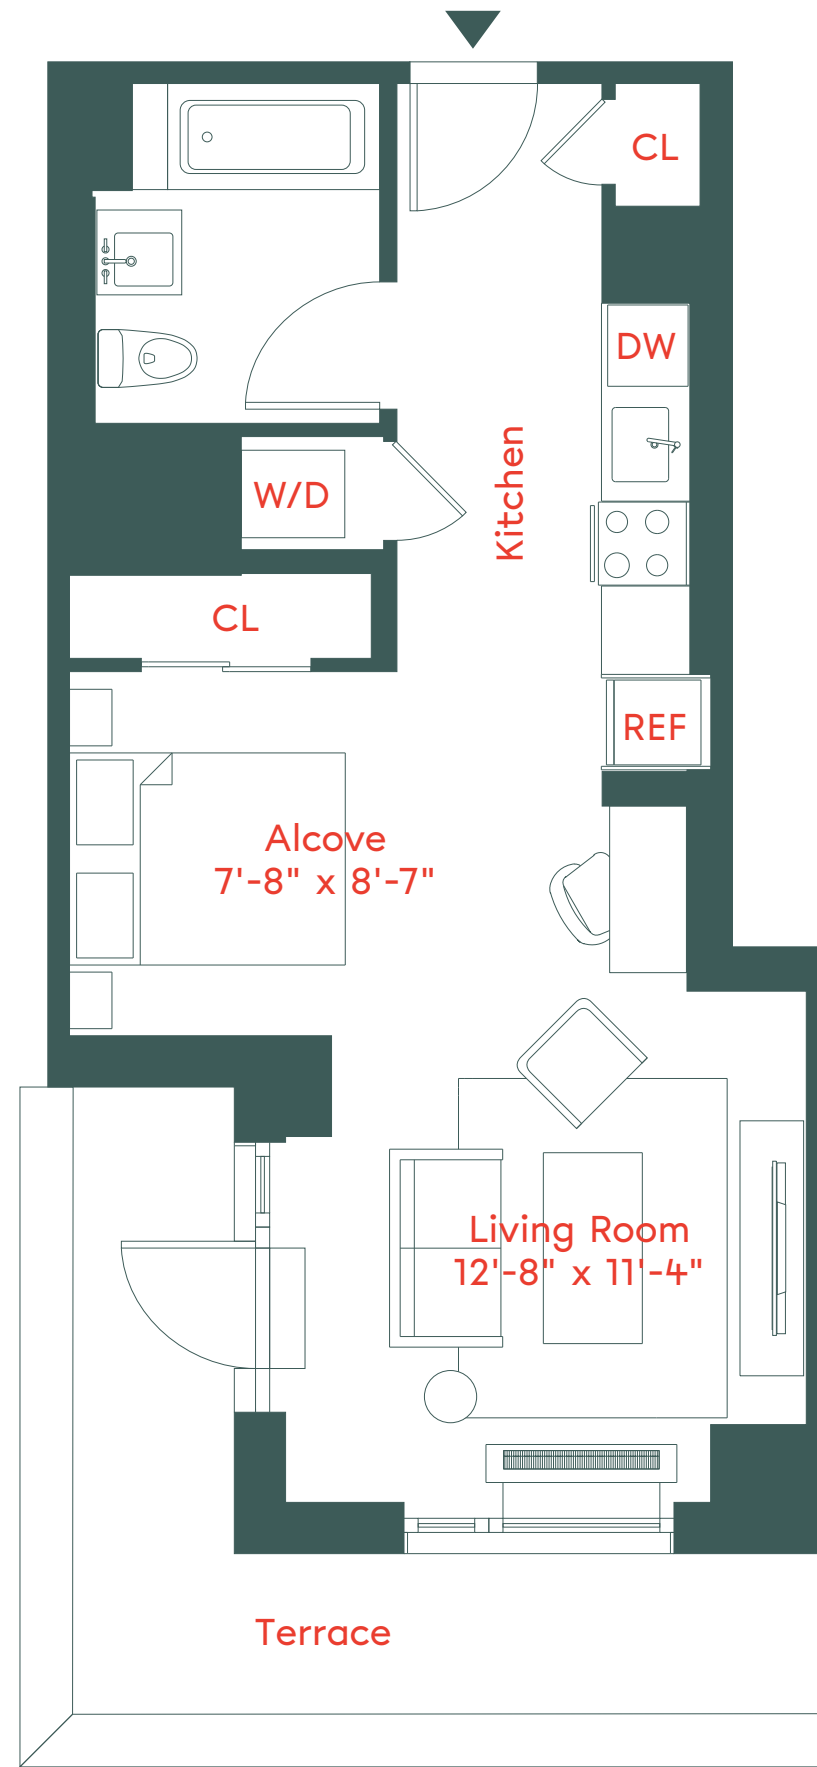 CL
DW
Kitchen
W/D
CL
REF
Alcove
7'-8" x 8'-7"
Living Room
12'-8" x 11'-4"
Terrace